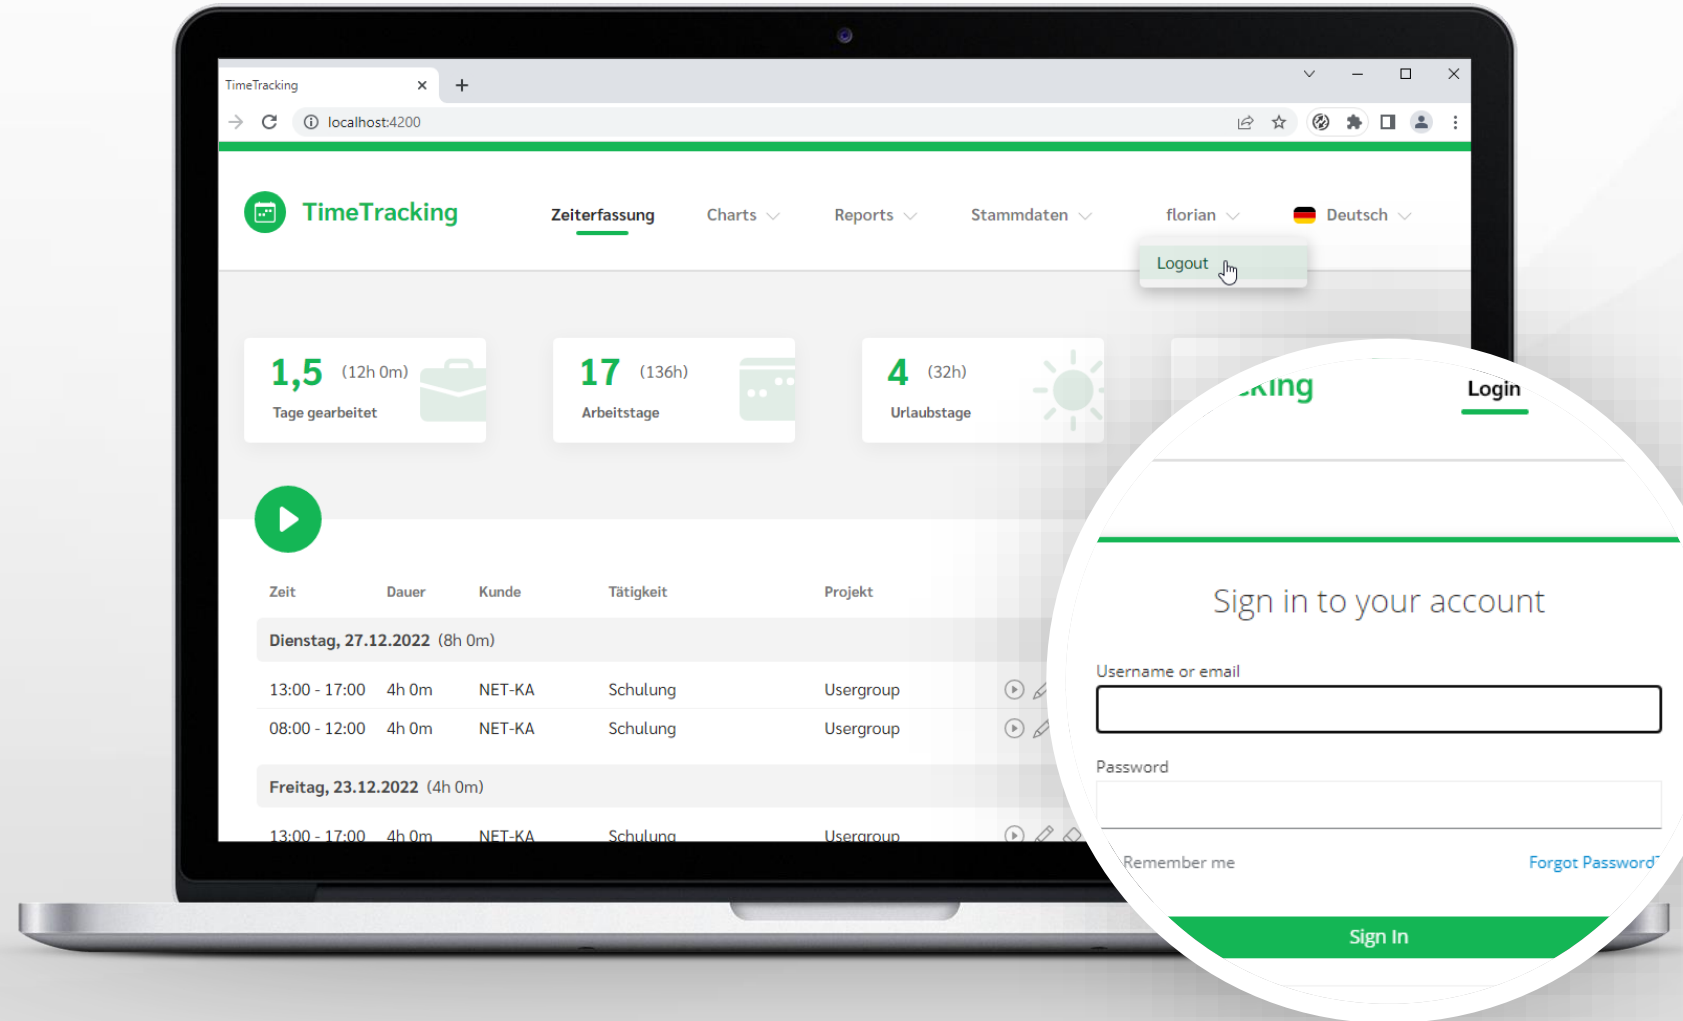 TimeTracking
localhost:4200
TimeTracking Zeiterfassung Charts Reports Stammdaten florian Deutsch
Logout
1,5 (12h 0m)
Tage gearbeitet
17 (136h)
Arbeitstage
4 (32h)
Urlaubstage
Zeit Dauer Kunde Tätigkeit Projekt
Dienstag, 27.12.2022 (8h 0m)
13:00 - 17:00 4h 0m NET-KA Schulung Usergroup
08:00 - 12:00 4h 0m NET-KA Schulung Usergroup
Freitag, 23.12.2022 (4h 0m)
13:00 - 17:00 4h 0m NET-KA Schulung Usergroup
king Login
Sign in to your account
Username or email
Password
Remember me Forgot Password?
Sign In